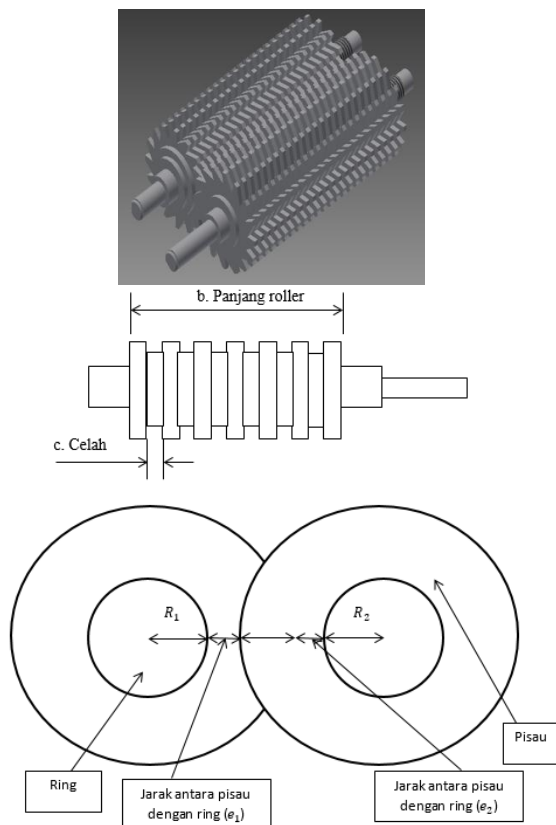 b. Panjang roller
c. Celah
R₁
R₂
Pisau
Ring
Jarak antara pisau
dengan ring (e₁)
Jarak antara pisau
dengan ring (e₂)